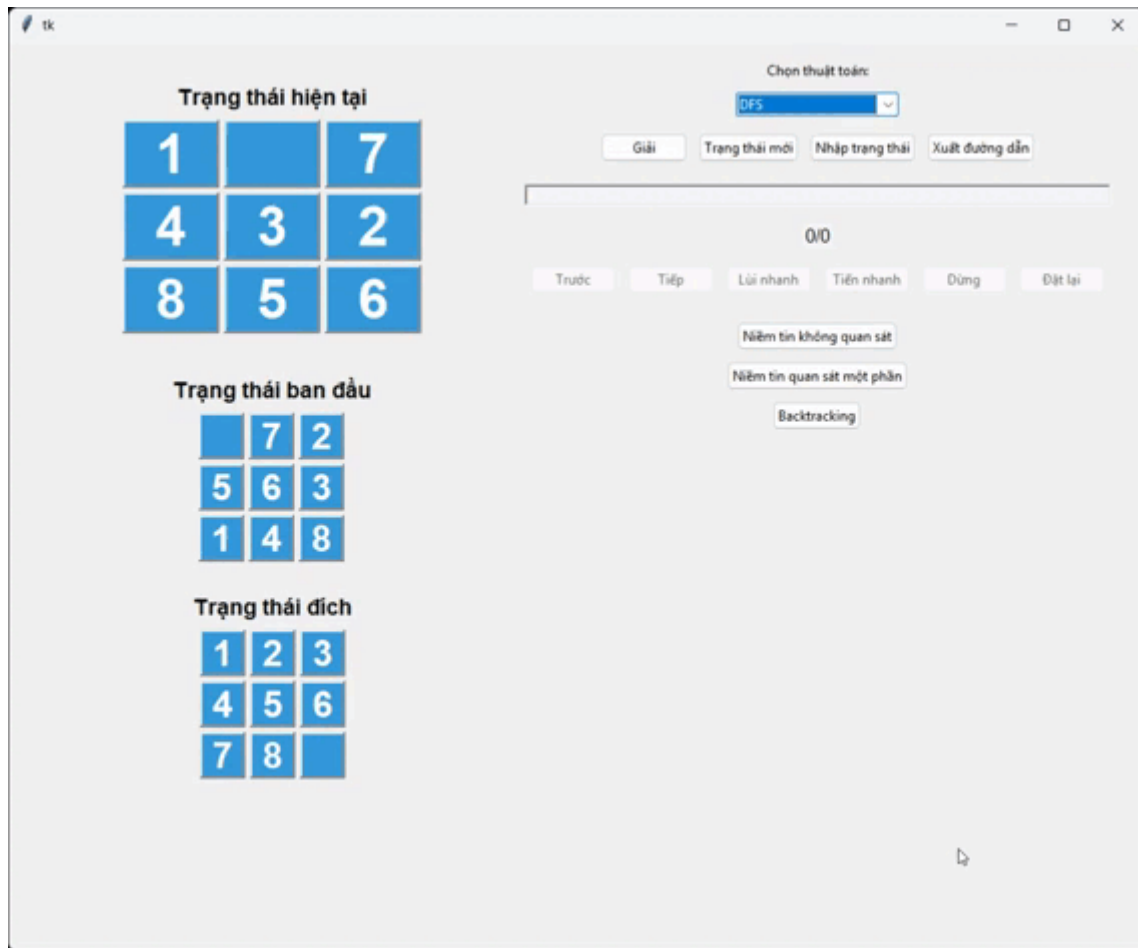 tk
Trạng thái hiện tại
1 7
4 3 2
8 5 6
Trạng thái ban đầu
7 2
5 6 3
1 4 8
Trạng thái đích
1 2 3
4 5 6
7 8
Chọn thuật toán:
DFS
Giải Trạng thái mới Nhập trạng thái Xuất đường dẫn
0/0
Trước Tiếp Lùi nhanh Tiến nhanh Dừng Đặt lại
Niềm tin không quan sát
Niềm tin quan sát một phần
Backtracking